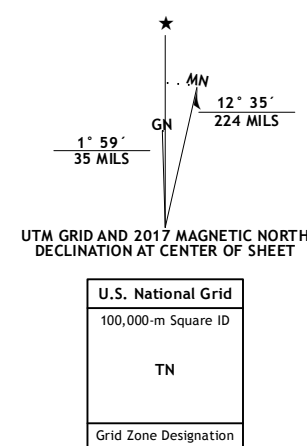 MN
12° 35´
224 MILS
GN
1° 59´
35 MILS
UTM GRID AND 2017 MAGNETIC NORTH
DECLINATION AT CENTER OF SHEET
U.S. National Grid
100,000-m Square ID
TN
Grid Zone Designation